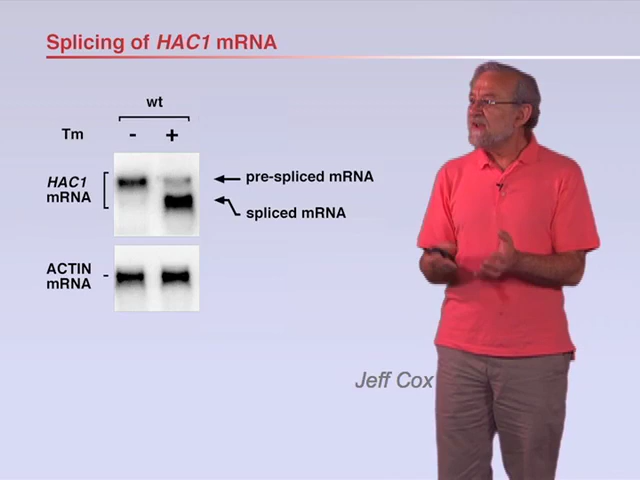 Splicing of HAC1 mRNA
wt
Tm - +
HAC1
mRNA
pre-spliced mRNA
spliced mRNA
ACTIN
mRNA
-
Jeff Cox